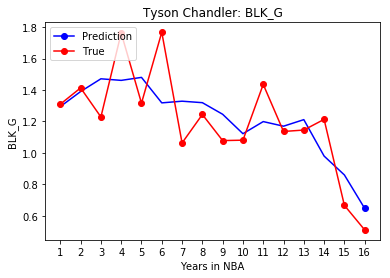 Tyson Chandler: BLK_G
Prediction
True
BLK_G
1.8
1.6
1.4
1.2
1.0
0.8
0.6
1 2 3 4 5 6 7 8 9 10 11 12 13 14 15 16
Years in NBA